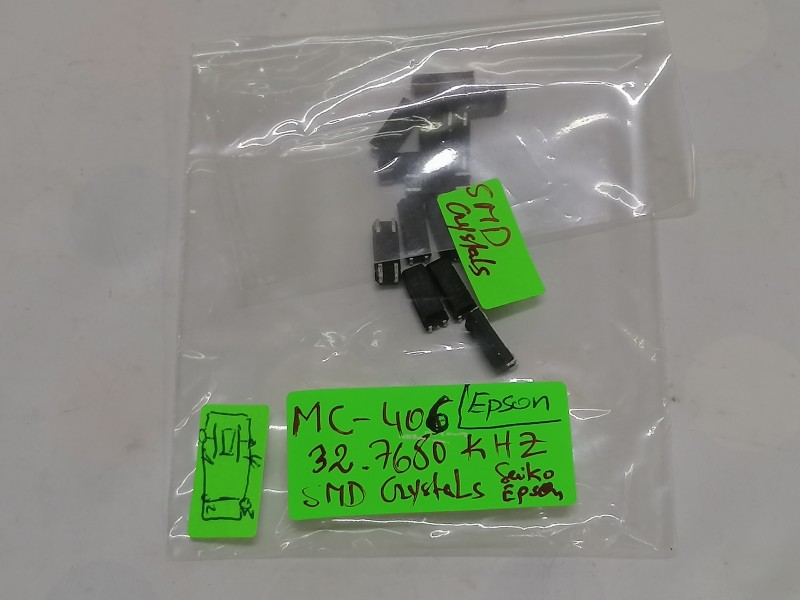 SMD
Crystals
MC-406 Epson
32.7680 KHZ
SMD Crystals Seiko
Epson